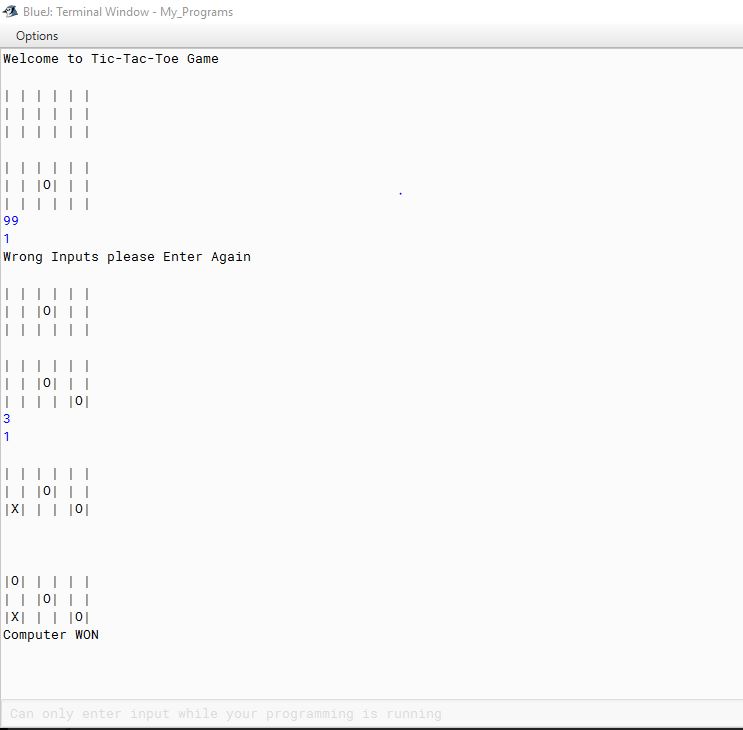 BlueJ: Terminal Window - My_Programs
Options
Welcome to Tic-Tac-Toe Game
| | | | | |
| | | | | |
| | | | | |
| | | | | |
| | |O| | |
| | | | | |
99
1
Wrong Inputs please Enter Again
| | | | | |
| | |O| | |
| | | | | |
| | | | | |
| | |O| | |
| | | | |O|
3
1
| | | | | |
| | |O| | |
|X| | | |O|
|O| | | | |
| | |O| | |
|X| | | |O|
Computer WON
Can only enter input while your programming is running